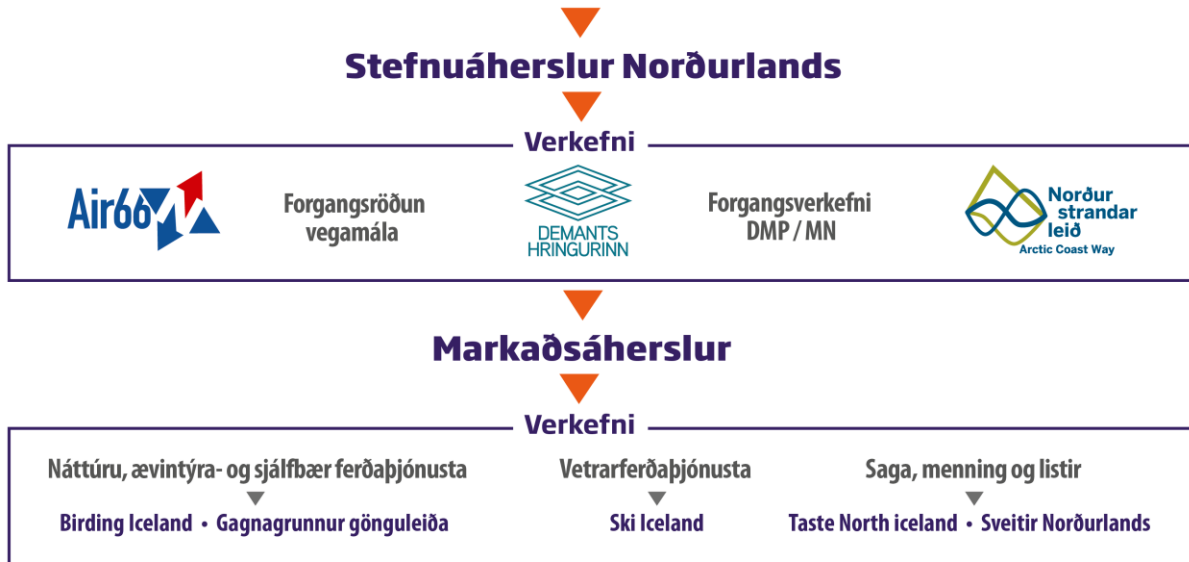 Stefnuáherslur Norðurlands
Verkefni
Air66N
Forgangsröðun
vegamála
DEMANTS
HRINGURINN
Forgangsverkefni
DMP / MN
Norður
strandar
leið
Arctic Coast Way
Markaðsáherslur
Verkefni
Náttúru, ævintýra- og sjálfbær ferðaþjónusta
Birding Iceland • Gagnagrunnur gönguleiða
Vetrarferðaþjónusta
Ski Iceland
Saga, menning og listir
Taste North iceland • Sveitir Norðurlands